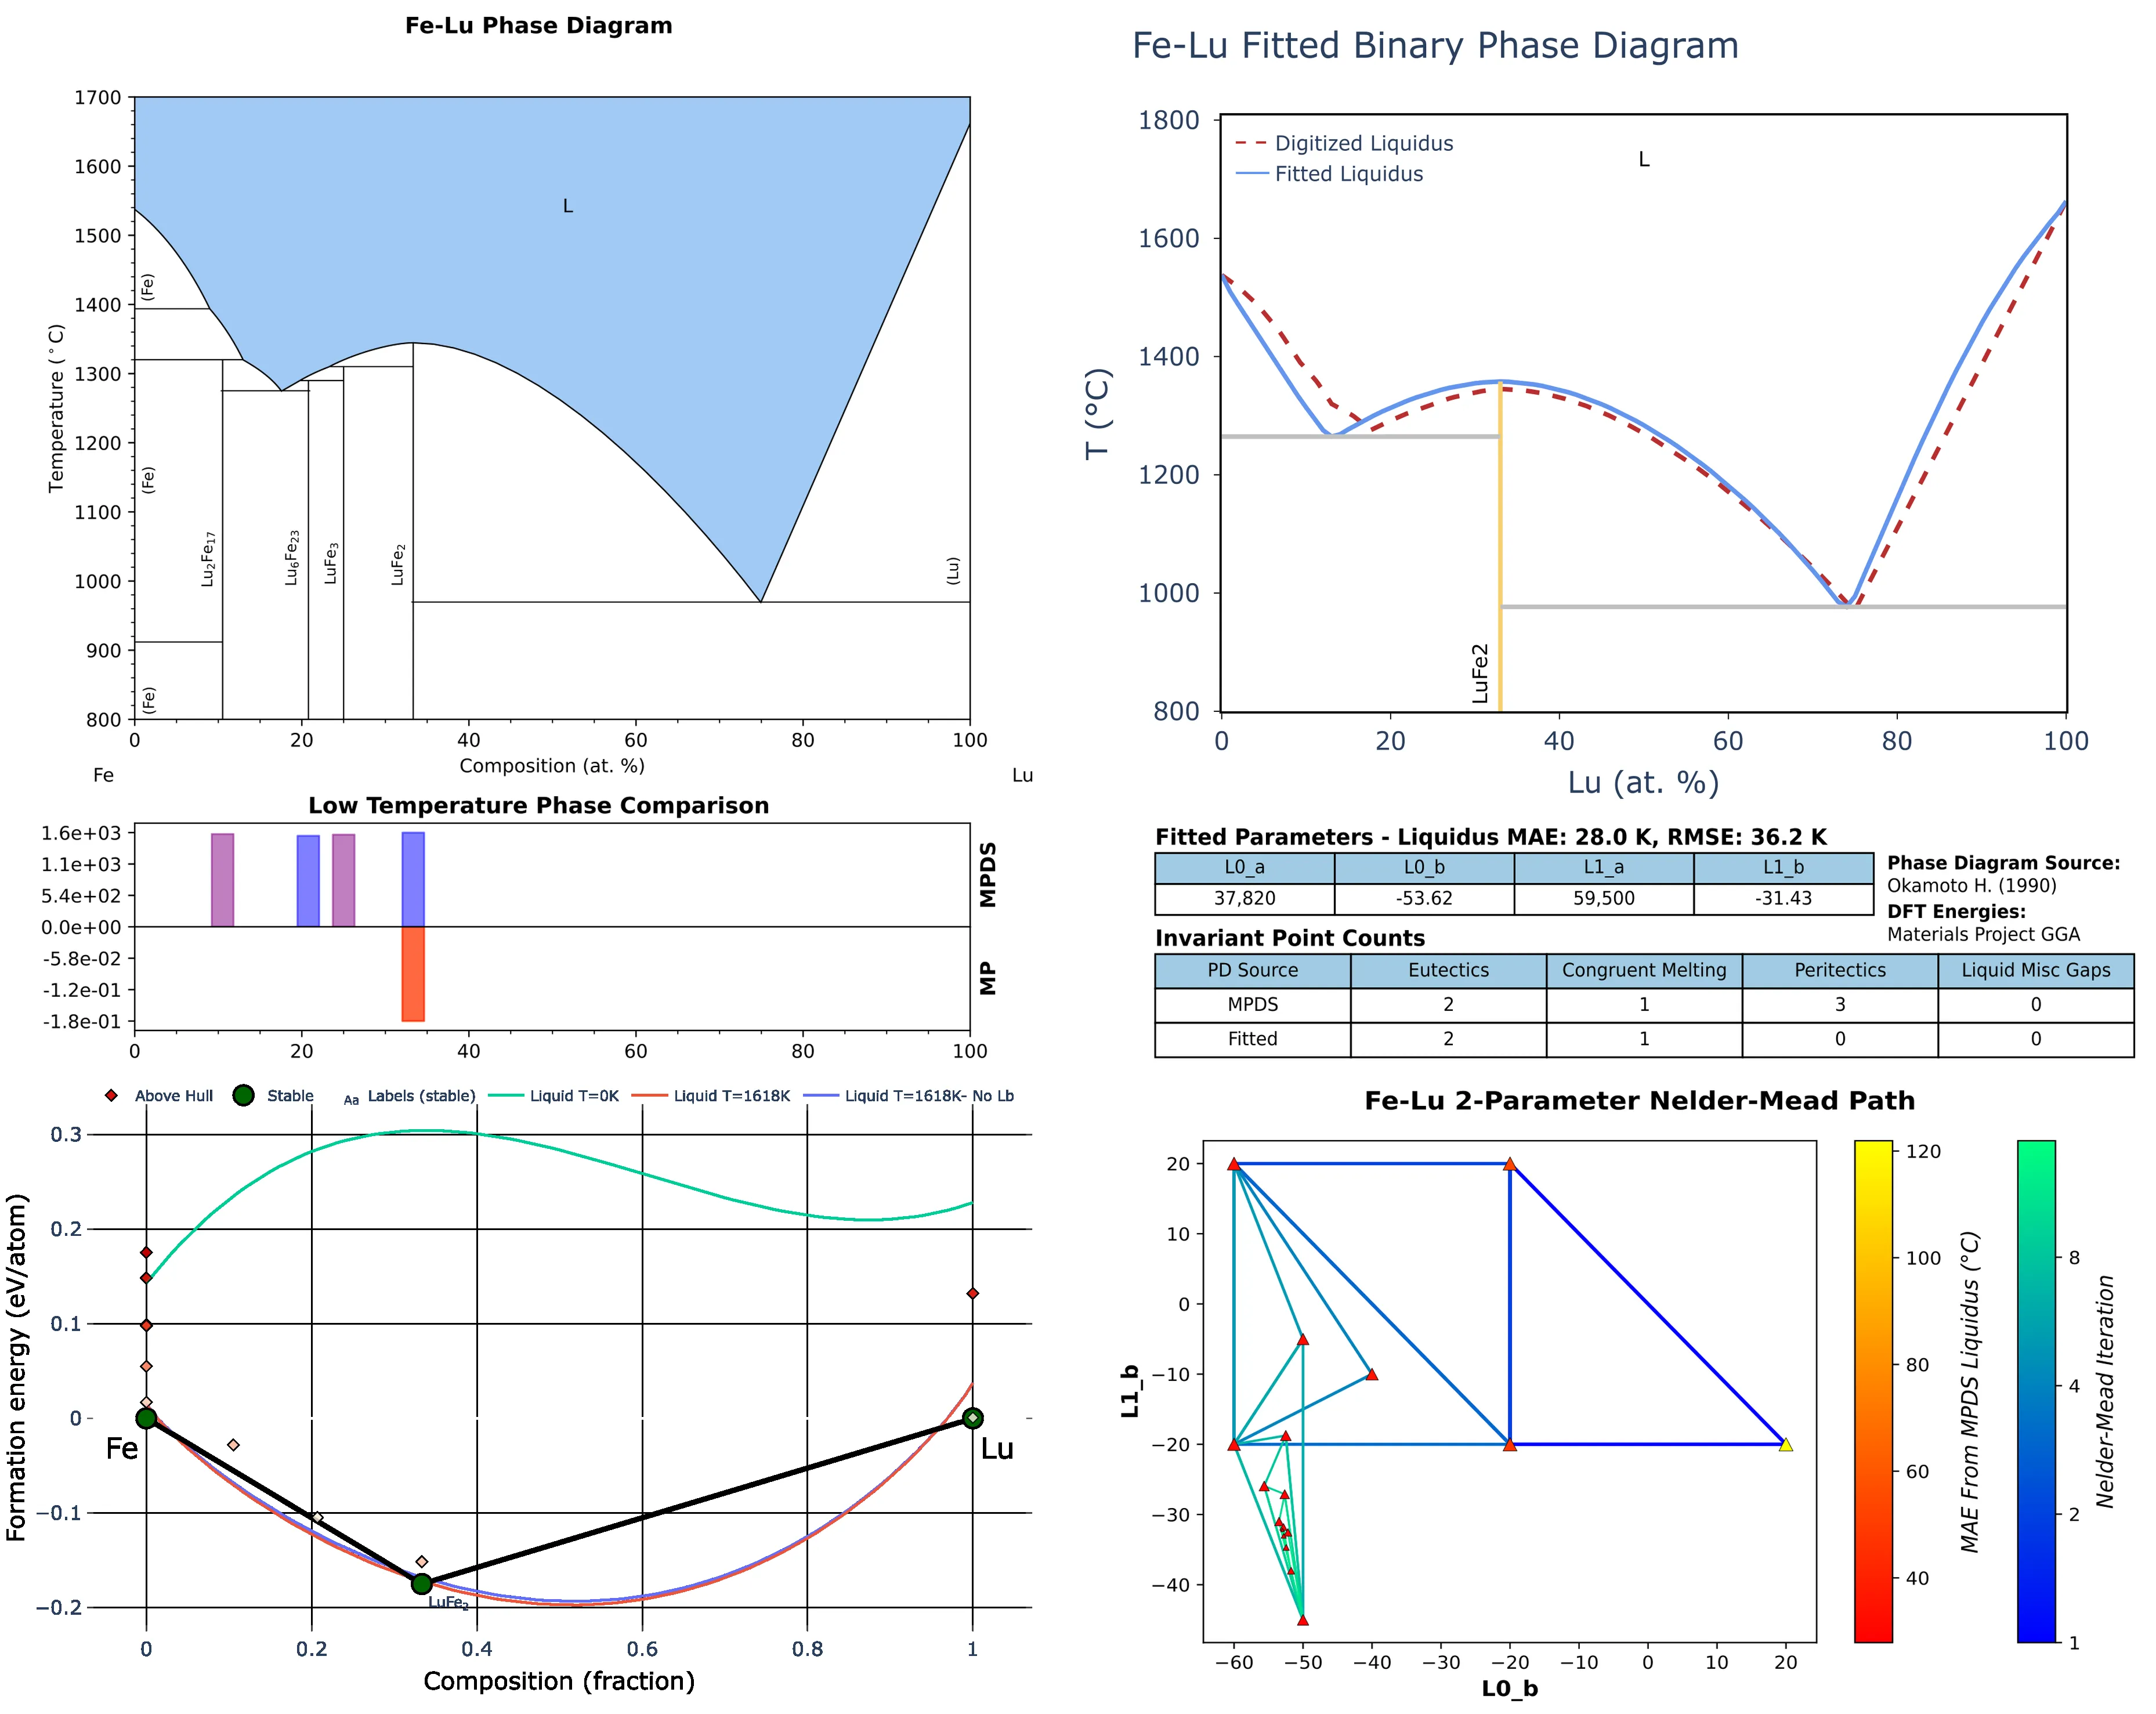 Fe-Lu Phase Diagram
1700
1600
1500
1400
1300
1200
1100
1000
900
800
Temperature (°C)
L
(Fe)
(Fe)
(Fe)
Lu2Fe17
Lu6Fe23
LuFe3
LuFe2
(Lu)
0 20 40 60 80 100
Composition (at. %)
Fe Lu
Fe-Lu Fitted Binary Phase Diagram
1800
1600
1400
1200
1000
800
T (°C)
Digitized Liquidus
Fitted Liquidus
L
LuFe2
0 20 40 60 80 100
Lu (at. %)
Low Temperature Phase Comparison
1.6e+03
1.1e+03
5.4e+02
0.0e+00
-5.8e-02
-1.2e-01
-1.8e-01
MPDS
MP
0 20 40 60 80 100
Fitted Parameters - Liquidus MAE: 28.0 K, RMSE: 36.2 K
L0_a L0_b L1_a L1_b
37,820 -53.62 59,500 -31.43
Phase Diagram Source:
Okamoto H. (1990)
DFT Energies:
Materials Project GGA
Invariant Point Counts
PD Source Eutectics Congruent Melting Peritectics Liquid Misc Gaps
MPDS 2 1 3 0
Fitted 2 1 0 0
Above Hull Stable Aa Labels (stable) Liquid T=0K Liquid T=1618K Liquid T=1618K- No Lb
0.3
0.2
0.1
0
−0.1
−0.2
Formation energy (eV/atom)
Fe
Lu
LuFe2
0 0.2 0.4 0.6 0.8 1
Composition (fraction)
Fe-Lu 2-Parameter Nelder-Mead Path
20
10
0
−10
−20
−30
−40
L1_b
−60 −50 −40 −30 −20 −10 0 10 20
L0_b
120
100
80
60
40
MAE From MPDS Liquidus (°C)
8
4
2
1
Nelder-Mead Iteration